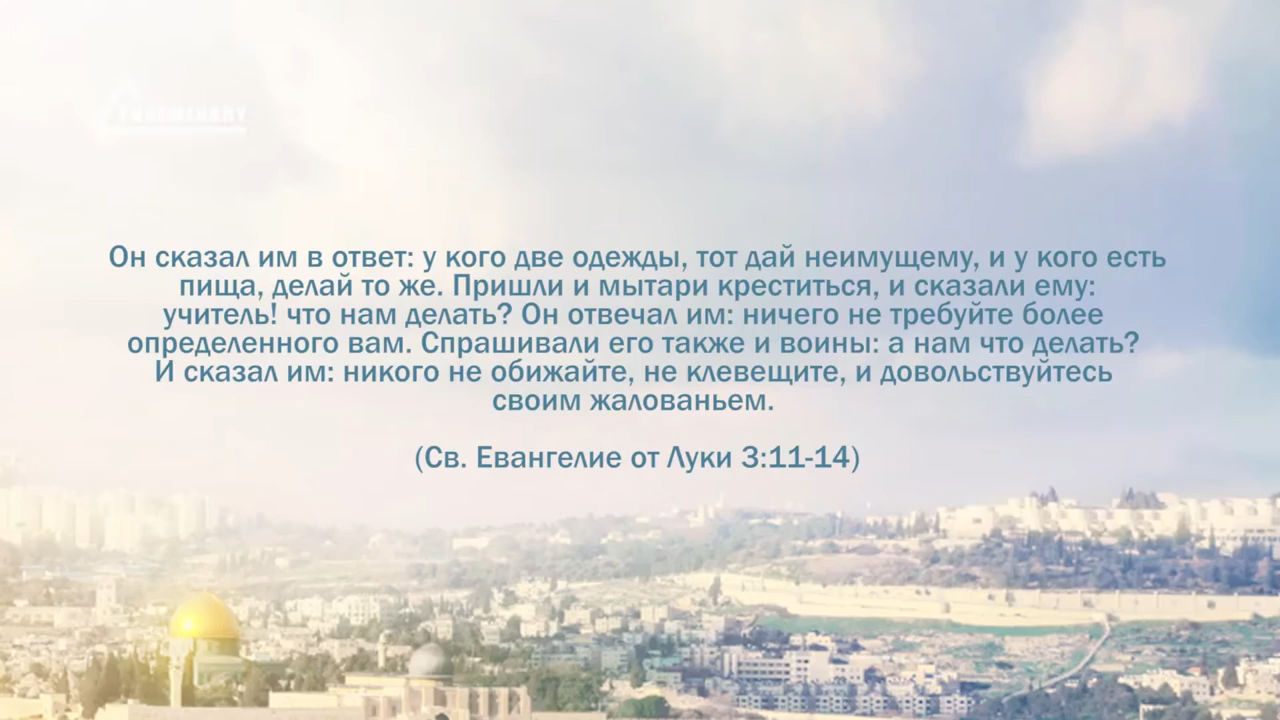 Он сказал им в ответ: у кого две одежды, тот дай неимущему, и у кого есть
пища, делай то же. Пришли и мытари креститься, и сказали ему:
учитель! что нам делать? Он отвечал им: ничего не требуйте более
определенного вам. Спрашивали его также и воины: а нам что делать?
И сказал им: никого не обижайте, не клевещите, и довольствуйтесь
своим жалованьем.
(Св. Евангелие от Луки 3:11-14)